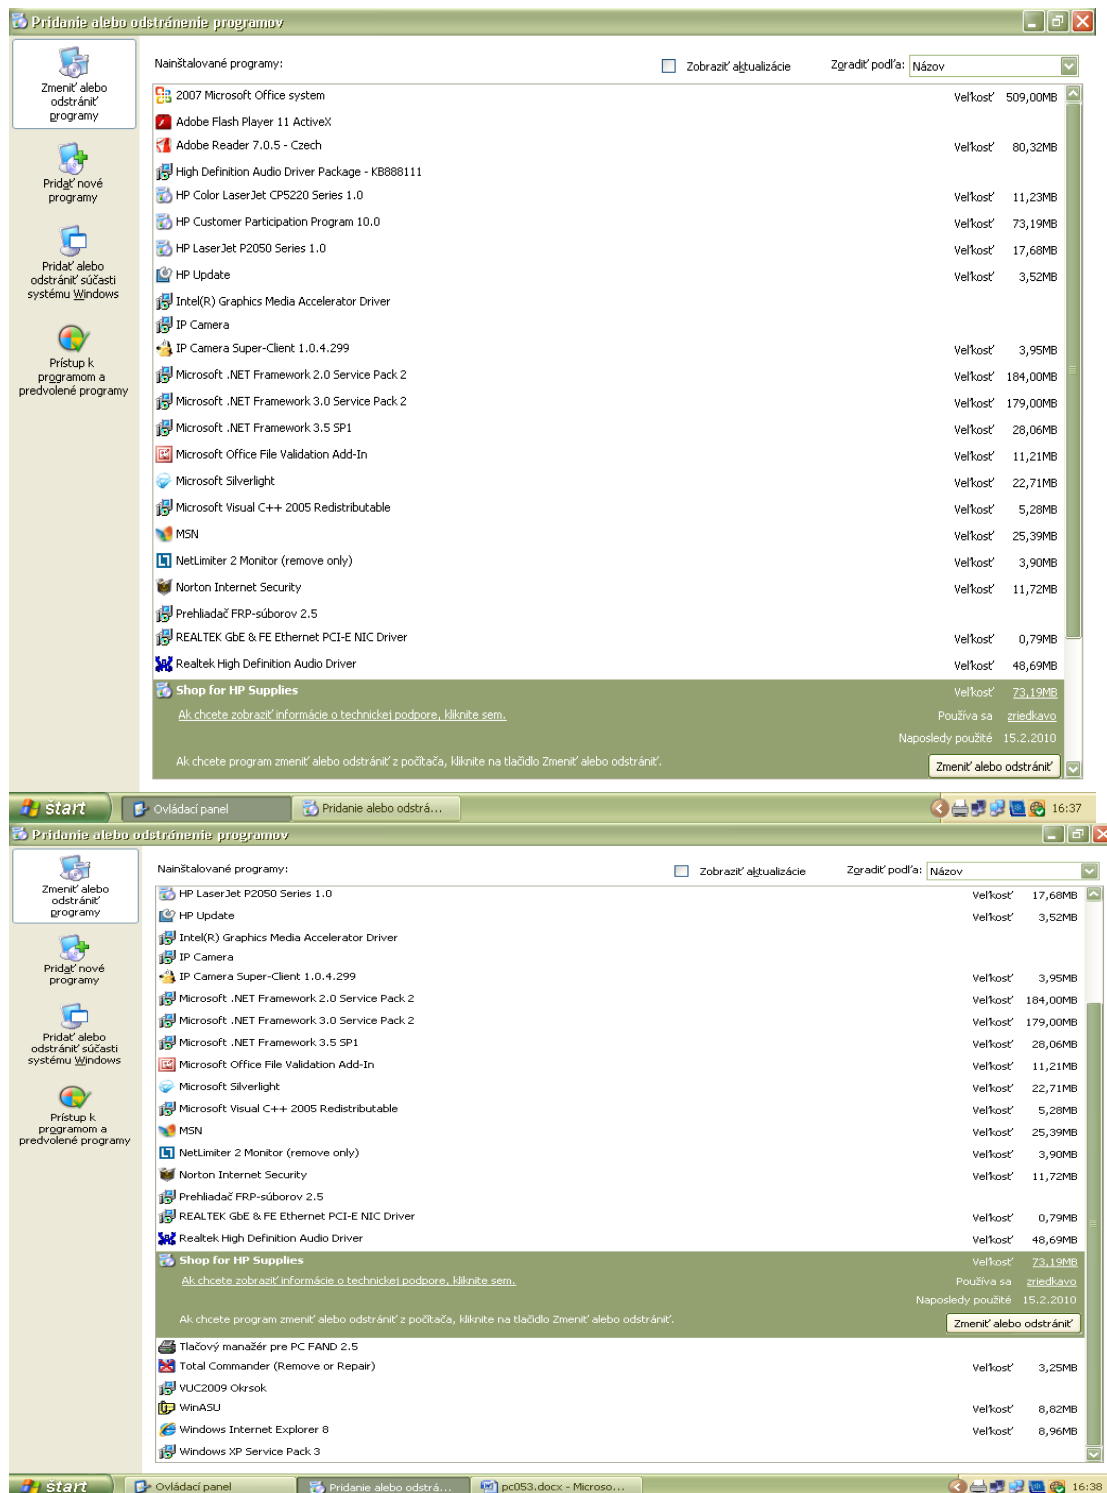 Pridanie alebo odstránenie programov
Zmeniť alebo
odstrániť
programy
Pridať nové
programy
Pridať alebo
odstrániť súčasti
systému Windows
Prístup k
programom a
predvolené programy
Nainštalované programy:
Zobraziť aktualizácie
Zoradiť podľa: Názov
2007 Microsoft Office system Veľkosť 509,00MB
Adobe Flash Player 11 ActiveX
Adobe Reader 7.0.5 - Czech Veľkosť 80,32MB
High Definition Audio Driver Package - KB888111
HP Color LaserJet CP5220 Series 1.0 Veľkosť 11,23MB
HP Customer Participation Program 10.0 Veľkosť 73,19MB
HP LaserJet P2050 Series 1.0 Veľkosť 17,68MB
HP Update Veľkosť 3,52MB
Intel(R) Graphics Media Accelerator Driver
IP Camera
IP Camera Super-Client 1.0.4.299 Veľkosť 3,95MB
Microsoft .NET Framework 2.0 Service Pack 2 Veľkosť 184,00MB
Microsoft .NET Framework 3.0 Service Pack 2 Veľkosť 179,00MB
Microsoft .NET Framework 3.5 SP1 Veľkosť 28,06MB
Microsoft Office File Validation Add-In Veľkosť 11,21MB
Microsoft Silverlight Veľkosť 22,71MB
Microsoft Visual C++ 2005 Redistributable Veľkosť 5,28MB
MSN Veľkosť 25,39MB
NetLimiter 2 Monitor (remove only) Veľkosť 3,90MB
Norton Internet Security Veľkosť 11,72MB
Prehliadač FRP-súborov 2.5
REALTEK GbE & FE Ethernet PCI-E NIC Driver Veľkosť 0,79MB
Realtek High Definition Audio Driver Veľkosť 48,69MB
Shop for HP Supplies Veľkosť 73,19MB
Ak chcete zobraziť informácie o technickej podpore, kliknite sem. Používa sa zriedkavo
Naposledy použité 15.2.2010
Ak chcete program zmeniť alebo odstrániť z počítača, kliknite na tlačidlo Zmeniť alebo odstrániť. Zmeniť alebo odstrániť
štart Ovládací panel Pridanie alebo odstrá... 16:37
Pridanie alebo odstránenie programov
Zmeniť alebo
odstrániť
programy
Pridať nové
programy
Pridať alebo
odstrániť súčasti
systému Windows
Prístup k
programom a
predvolené programy
Nainštalované programy:
Zobraziť aktualizácie
Zoradiť podľa: Názov
HP LaserJet P2050 Series 1.0 Veľkosť 17,68MB
HP Update Veľkosť 3,52MB
Intel(R) Graphics Media Accelerator Driver
IP Camera
IP Camera Super-Client 1.0.4.299 Veľkosť 3,95MB
Microsoft .NET Framework 2.0 Service Pack 2 Veľkosť 184,00MB
Microsoft .NET Framework 3.0 Service Pack 2 Veľkosť 179,00MB
Microsoft .NET Framework 3.5 SP1 Veľkosť 28,06MB
Microsoft Office File Validation Add-In Veľkosť 11,21MB
Microsoft Silverlight Veľkosť 22,71MB
Microsoft Visual C++ 2005 Redistributable Veľkosť 5,28MB
MSN Veľkosť 25,39MB
NetLimiter 2 Monitor (remove only) Veľkosť 3,90MB
Norton Internet Security Veľkosť 11,72MB
Prehliadač FRP-súborov 2.5
REALTEK GbE & FE Ethernet PCI-E NIC Driver Veľkosť 0,79MB
Realtek High Definition Audio Driver Veľkosť 48,69MB
Shop for HP Supplies Veľkosť 73,19MB
Ak chcete zobraziť informácie o technickej podpore, kliknite sem. Používa sa zriedkavo
Naposledy použité 15.2.2010
Ak chcete program zmeniť alebo odstrániť z počítača, kliknite na tlačidlo Zmeniť alebo odstrániť. Zmeniť alebo odstrániť
Tlačový manažér pre PC FAND 2.5
Total Commander (Remove or Repair) Veľkosť 3,25MB
VUC2009 Okrsok
WinASU Veľkosť 8,82MB
Windows Internet Explorer 8 Veľkosť 8,96MB
Windows XP Service Pack 3
štart Ovládací panel Pridanie alebo odstrá... pc053.docx - Microso... 16:38